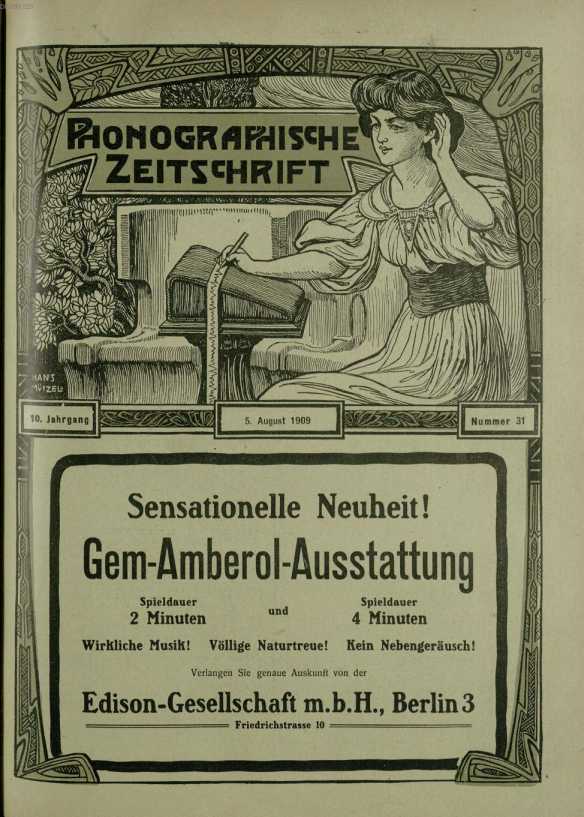 PHONOGRAPHISCHE
ZEITSCHRIFT
HANS
10. Jahrgang
5. August 1909
Nummer 31
Sensationelle Neuheit!
Gem-Amberol-Ausstattung
Spieldauer
2 Minuten
und
Spieldauer
4 Minuten
Wirkliche Musik! Völlige Naturtreue! Kein Nebengeräusch!
Verlangen Sie genaue Auskunft von der
Edison-Gesellschaft m.b.H., Berlin 3
Friedrichstrasse 10